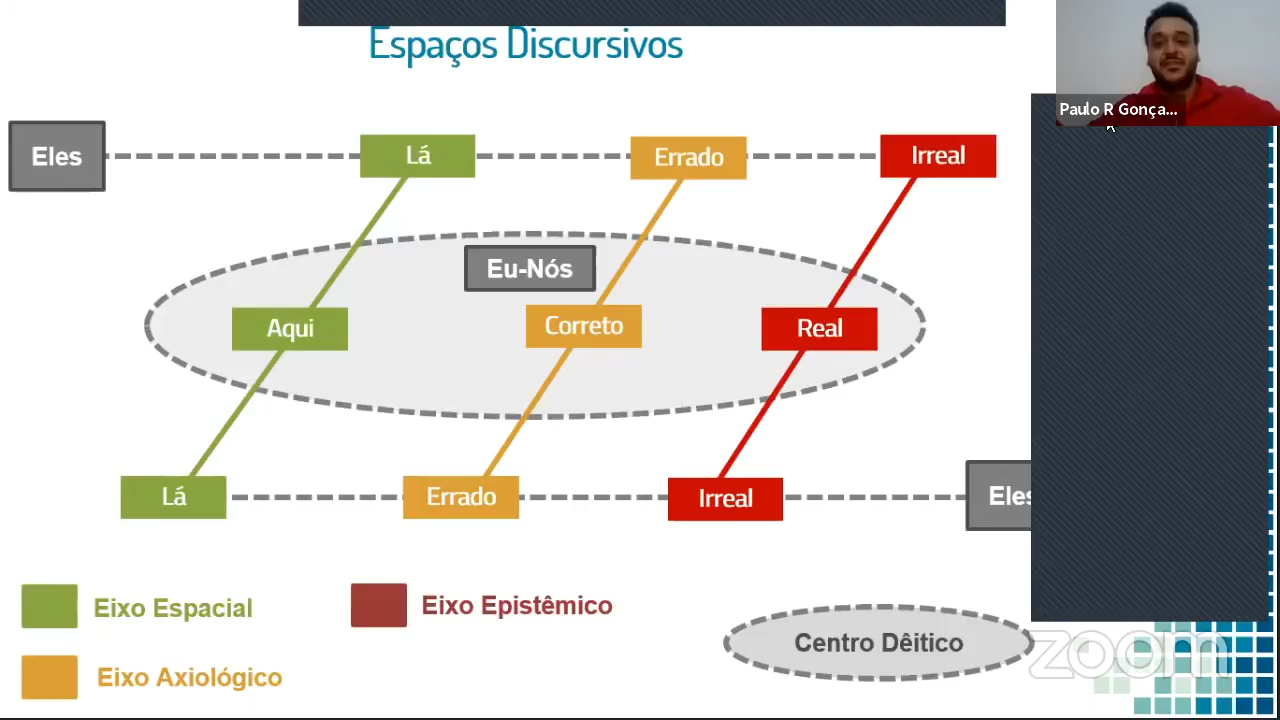 Espaços Discursivos
Paulo R Gonça...
Eles
Lá
Errado
Irreal
Eu-Nós
Aqui
Correto
Real
Lá
Errado
Irreal
Eles
Eixo Espacial
Eixo Epistêmico
Centro Dêitico
zoom
Eixo Axiológico